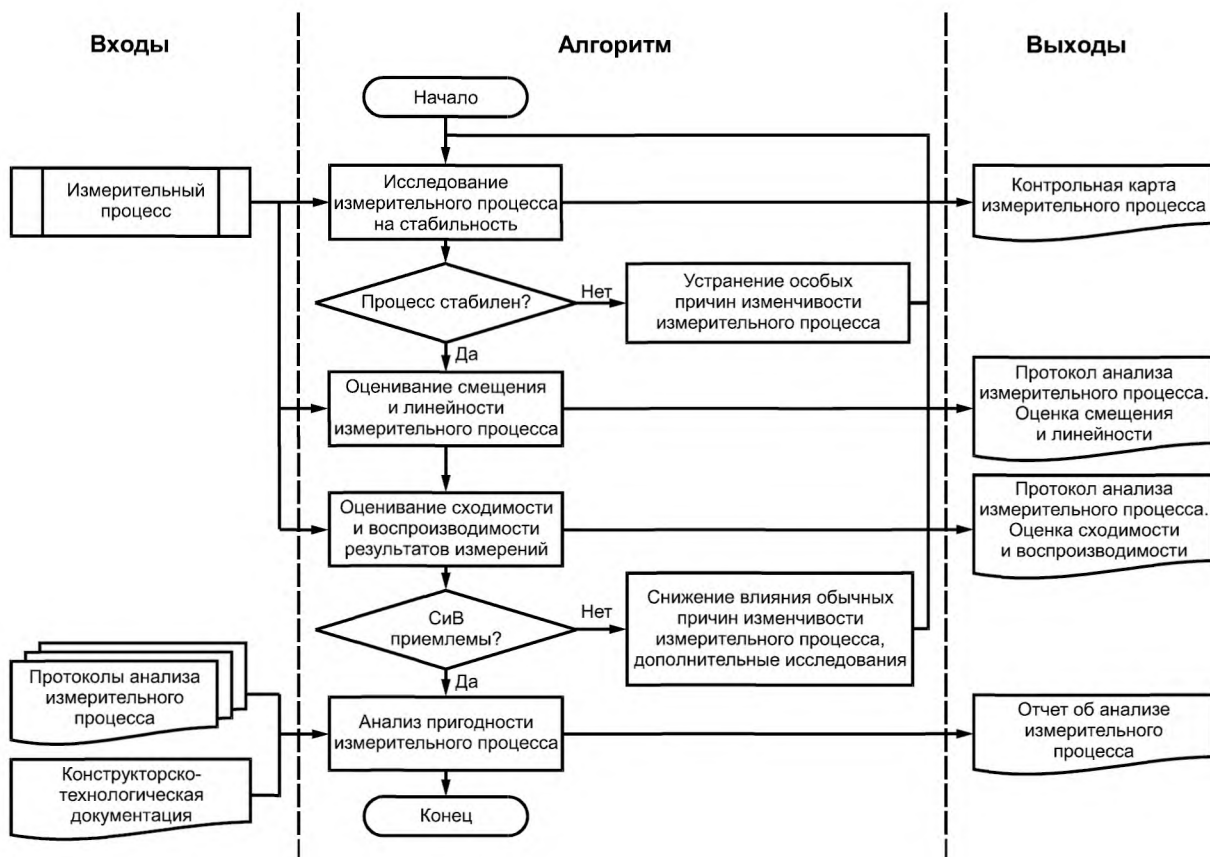 Входы
Алгоритм
Выходы
Начало
Измерительный
процесс
Исследование
измерительного процесса
на стабильность
Контрольная карта
измерительного процесса
Процесс стабилен?
Нет
Устранение особых
причин изменчивости
измерительного процесса
Да
Оценивание смещения
и линейности
измерительного процесса
Протокол анализа
измерительного процесса.
Оценка смещения
и линейности
Оценивание сходимости
и воспроизводимости
результатов измерений
Протокол анализа
измерительного процесса.
Оценка сходимости
и воспроизводимости
СиВ
приемлемы?
Нет
Снижение влияния обычных
причин изменчивости
измерительного процесса,
дополнительные исследования
Да
Протоколы анализа
измерительного
процесса
Анализ пригодности
измерительного процесса
Отчет об анализе
измерительного
процесса
Конструкторско-
технологическая
документация
Конец